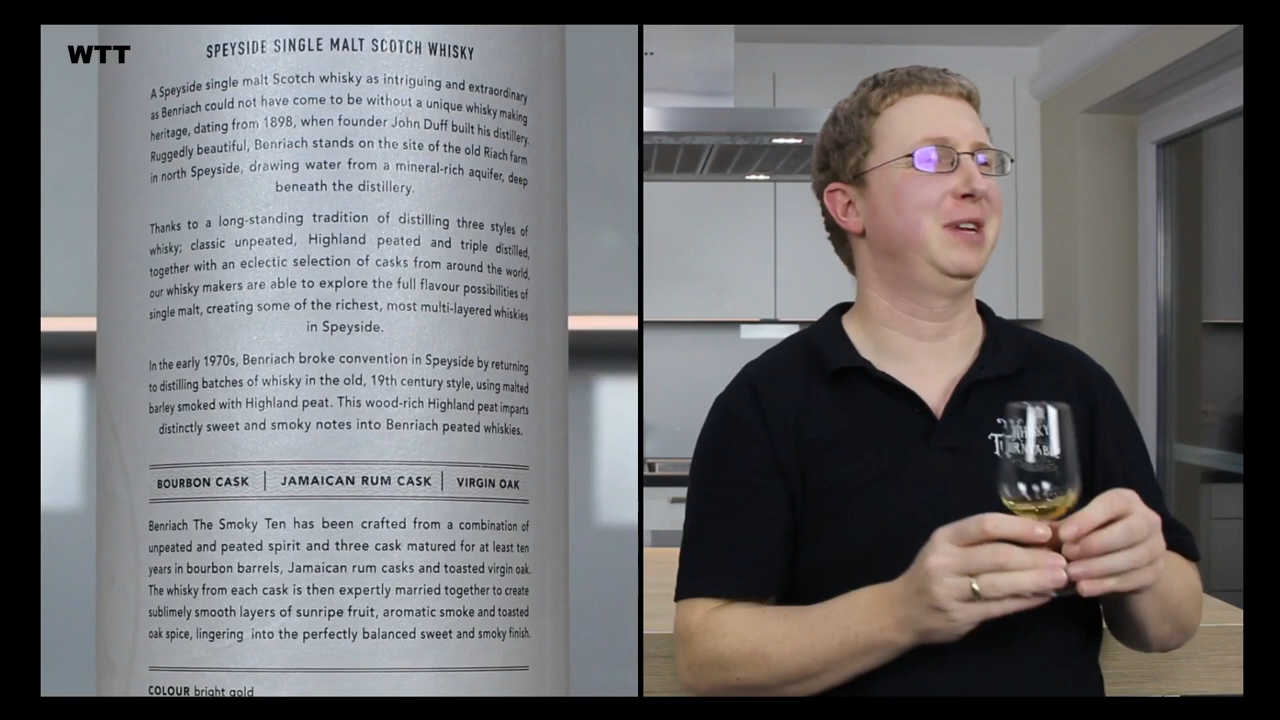 WTT
SPEYSIDE SINGLE MALT SCOTCH WHISKY
A Speyside single malt Scotch whisky as intriguing and extraordinary
as Benriach could not have come to be without a unique whisky making
heritage, dating from 1898, when founder John Duff built his distillery.
Ruggedly beautiful, Benriach stands on the site of the old Riach farm
in north Speyside, drawing water from a mineral-rich aquifer, deep
beneath the distillery.
Thanks to a long-standing tradition of distilling three styles of
whisky; classic unpeated, Highland peated and triple distilled,
together with an eclectic selection of casks from around the world,
our whisky makers are able to explore the full flavour possibilities of
single malt, creating some of the richest, most multi-layered whiskies
in Speyside.
In the early 1970s, Benriach broke convention in Speyside by returning
to distilling batches of whisky in the old, 19th century style, using malted
barley smoked with Highland peat. This wood-rich Highland peat imparts
distinctly sweet and smoky notes into Benriach peated whiskies.
BOURBON CASK | JAMAICAN RUM CASK | VIRGIN OAK
Benriach The Smoky Ten has been crafted from a combination of
unpeated and peated spirit and three cask matured for at least ten
years in bourbon barrels, Jamaican rum casks and toasted virgin oak.
The whisky from each cask is then expertly married together to create
sublimely smooth layers of sunripe fruit, aromatic smoke and toasted
oak spice, lingering into the perfectly balanced sweet and smoky finish.
COLOUR bright gold